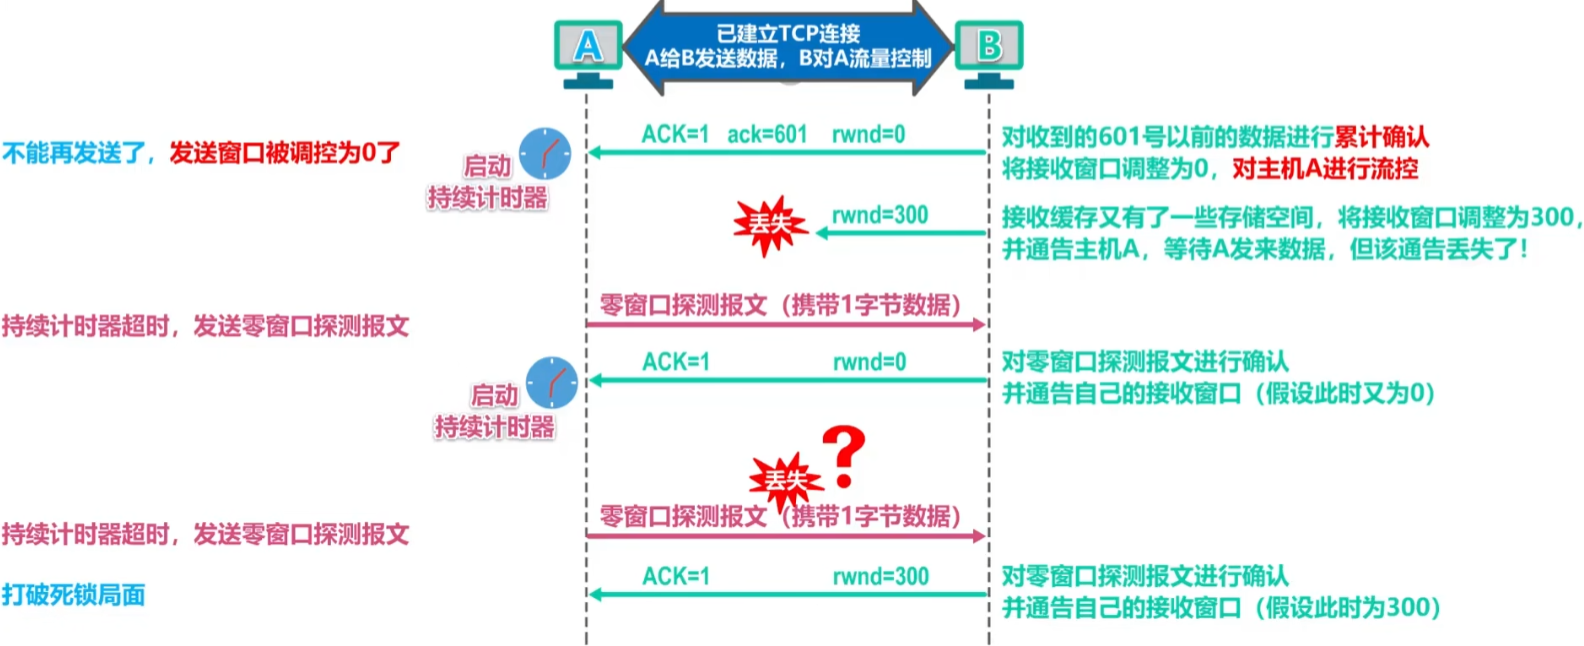 已建立TCP连接
A给B发送数据，B对A流量控制
A
B
不能再发送了，发送窗口被调控为0了
启动
持续计时器
ACK=1 ack=601 rwnd=0
对收到的601号以前的数据进行累计确认
将接收窗口调整为0，对主机A进行流控
丢失
rwnd=300
接收缓存又有了一些存储空间，将接收窗口调整为300，
并通告主机A，等待A发来数据，但该通告丢失了！
持续计时器超时，发送零窗口探测报文
零窗口探测报文（携带1字节数据）
启动
持续计时器
ACK=1 rwnd=0
对零窗口探测报文进行确认
并通告自己的接收窗口（假设此时又为0）
丢失
?
持续计时器超时，发送零窗口探测报文
零窗口探测报文（携带1字节数据）
打破死锁局面
ACK=1 rwnd=300
对零窗口探测报文进行确认
并通告自己的接收窗口（假设此时为300）